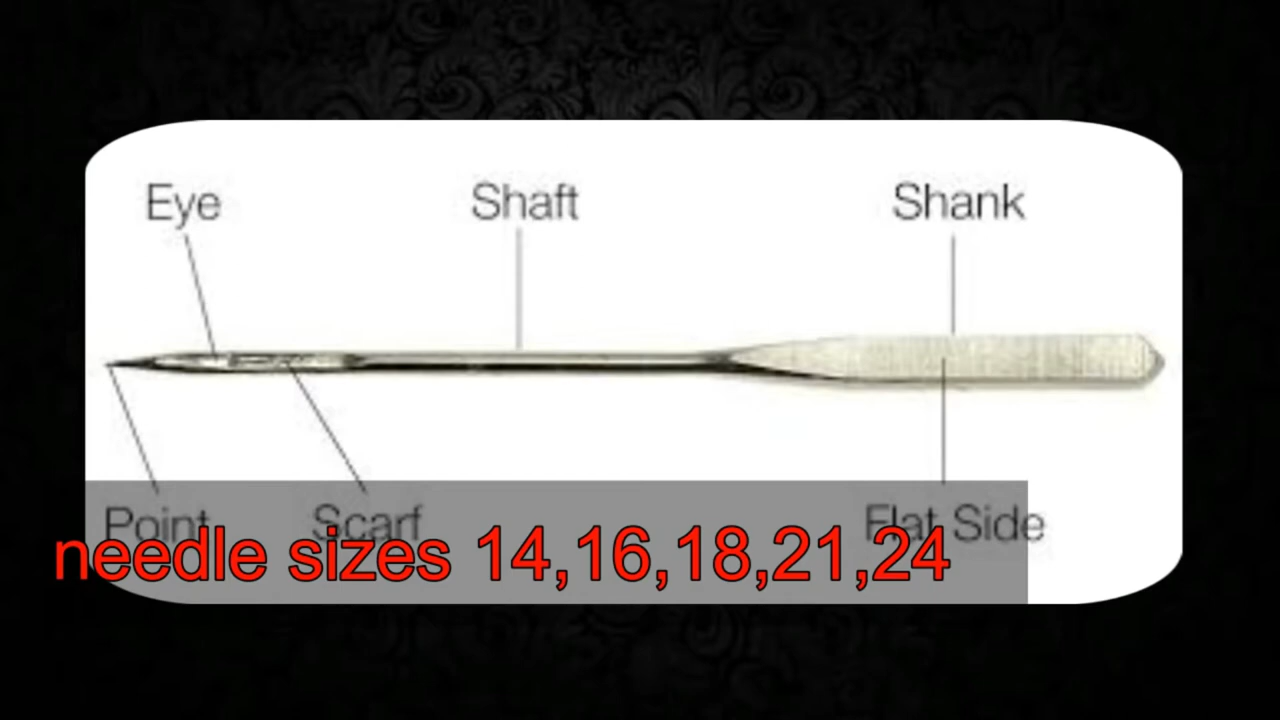 Eye Shaft Shank
Point Scarf Flat Side
needle sizes 14,16,18,21,24